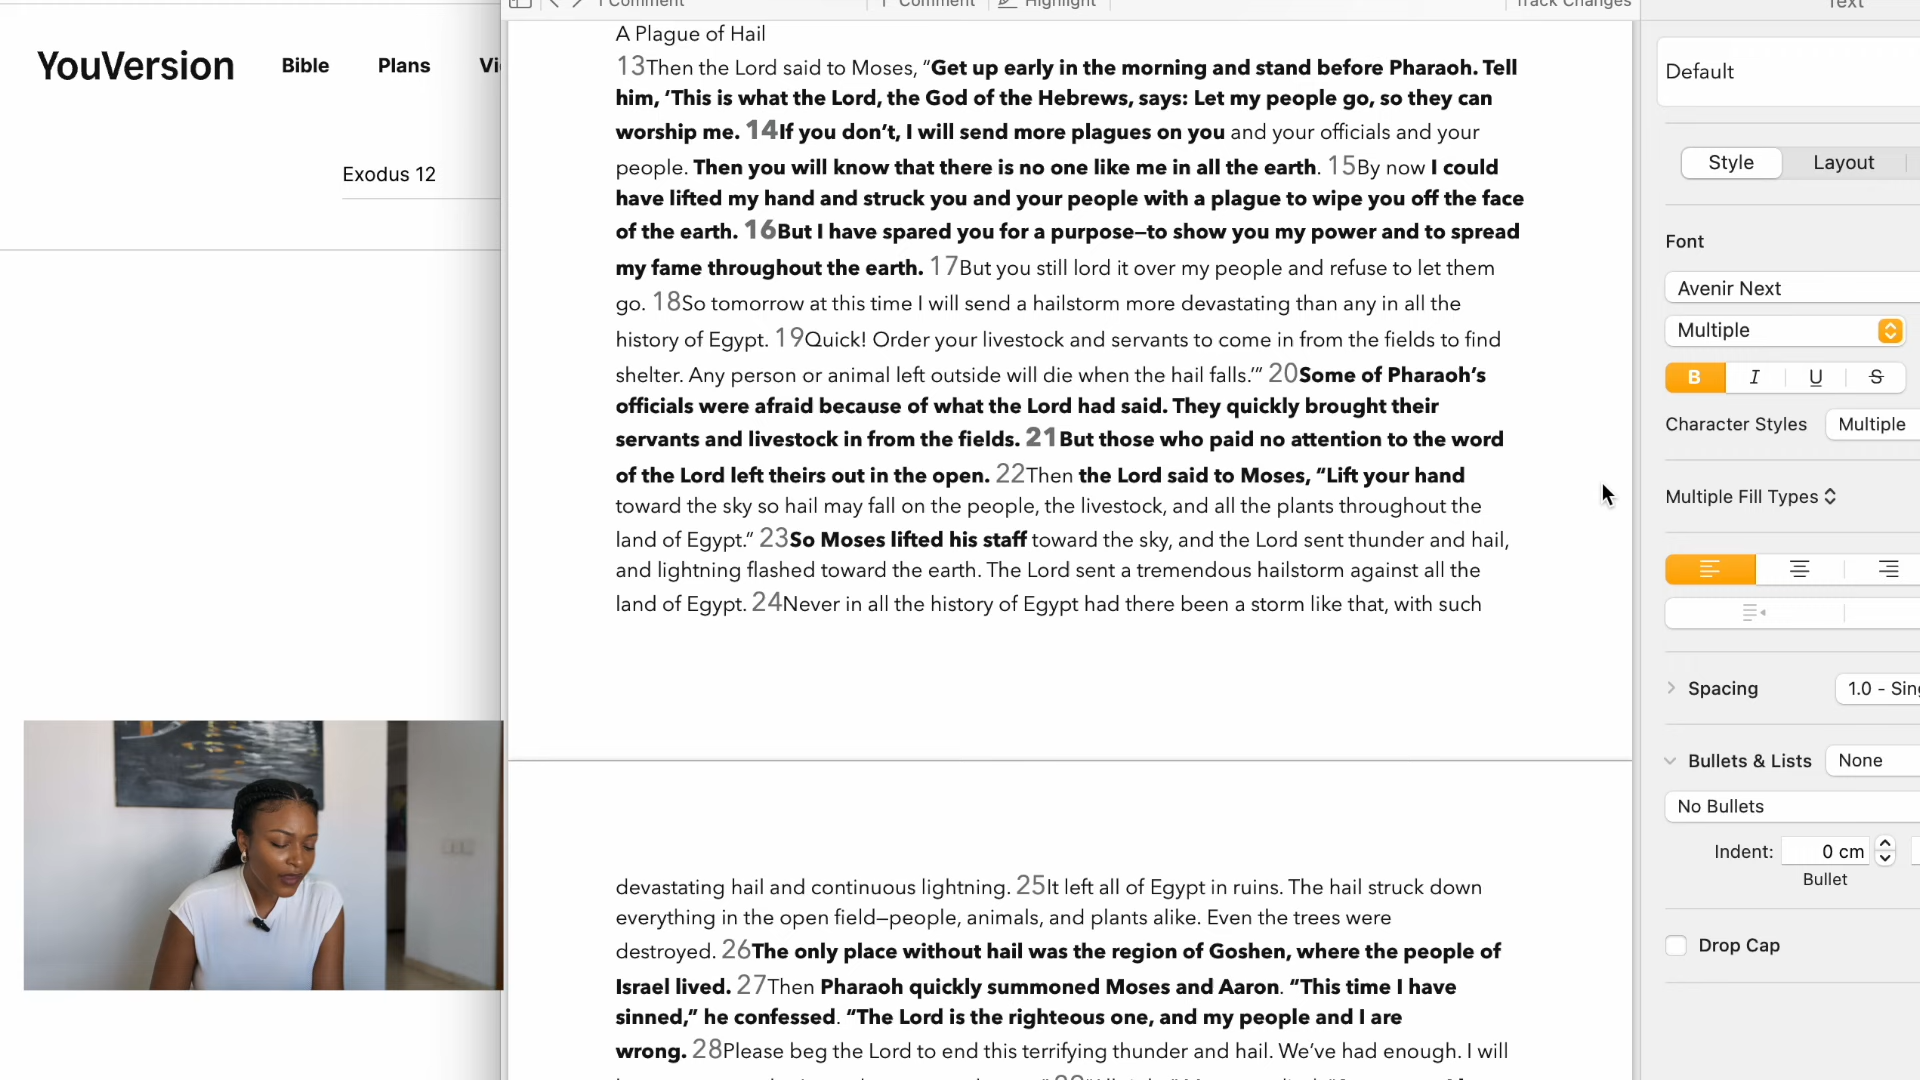 1 Comment
Comment
Highlight
Track Changes
Text
YouVersion
Bible
Plans
Exodus 12
A Plague of Hail
13Then the Lord said to Moses, “Get up early in the morning and stand before Pharaoh. Tell
him, ‘This is what the Lord, the God of the Hebrews, says: Let my people go, so they can
worship me. 14If you don’t, I will send more plagues on you and your officials and your
people. Then you will know that there is no one like me in all the earth. 15By now I could
have lifted my hand and struck you and your people with a plague to wipe you off the face
of the earth. 16But I have spared you for a purpose—to show you my power and to spread
my fame throughout the earth. 17But you still lord it over my people and refuse to let them
go. 18So tomorrow at this time I will send a hailstorm more devastating than any in all the
history of Egypt. 19Quick! Order your livestock and servants to come in from the fields to find
shelter. Any person or animal left outside will die when the hail falls.’” 20Some of Pharaoh’s
officials were afraid because of what the Lord had said. They quickly brought their
servants and livestock in from the fields. 21But those who paid no attention to the word
of the Lord left theirs out in the open. 22Then the Lord said to Moses, “Lift your hand
toward the sky so hail may fall on the people, the livestock, and all the plants throughout the
land of Egypt.” 23So Moses lifted his staff toward the sky, and the Lord sent thunder and hail,
and lightning flashed toward the earth. The Lord sent a tremendous hailstorm against all the
land of Egypt. 24Never in all the history of Egypt had there been a storm like that, with such
devastating hail and continuous lightning. 25It left all of Egypt in ruins. The hail struck down
everything in the open field—people, animals, and plants alike. Even the trees were
destroyed. 26The only place without hail was the region of Goshen, where the people of
Israel lived. 27Then Pharaoh quickly summoned Moses and Aaron. “This time I have
sinned,” he confessed. “The Lord is the righteous one, and my people and I are
wrong. 28Please beg the Lord to end this terrifying thunder and hail. We’ve had enough. I will
Default
Style
Layout
Font
Avenir Next
Multiple
B I U S
Character Styles
Multiple
Multiple Fill Types
Spacing
1.0 - Sing
Bullets & Lists
None
No Bullets
Indent:
0 cm
Bullet
Drop Cap